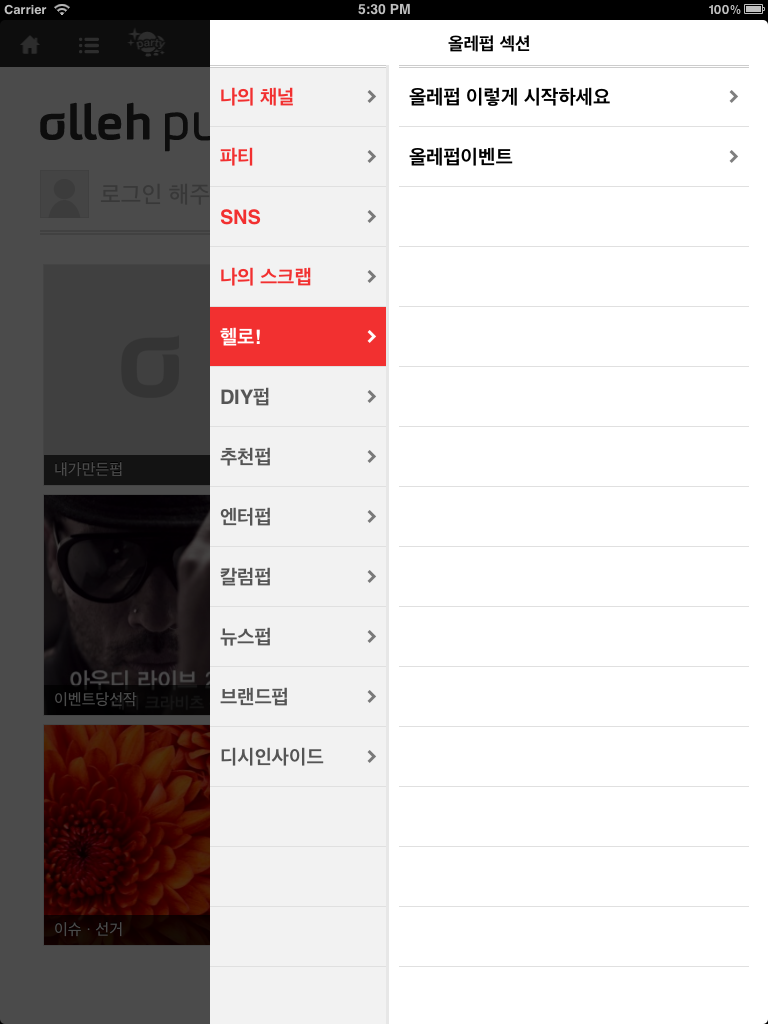 Carrier
5:30 PM
100%
party
olleh pu
로그인 해주
내가만든펍
아우디 라이브 2
이벤트당선작
이슈 · 선거
올레펍 섹션
나의 채널
파티
SNS
나의 스크랩
헬로!
DIY펍
추천펍
엔터펍
칼럼펍
뉴스펍
브랜드펍
디시인사이드
올레펍 이렇게 시작하세요
올레펍이벤트